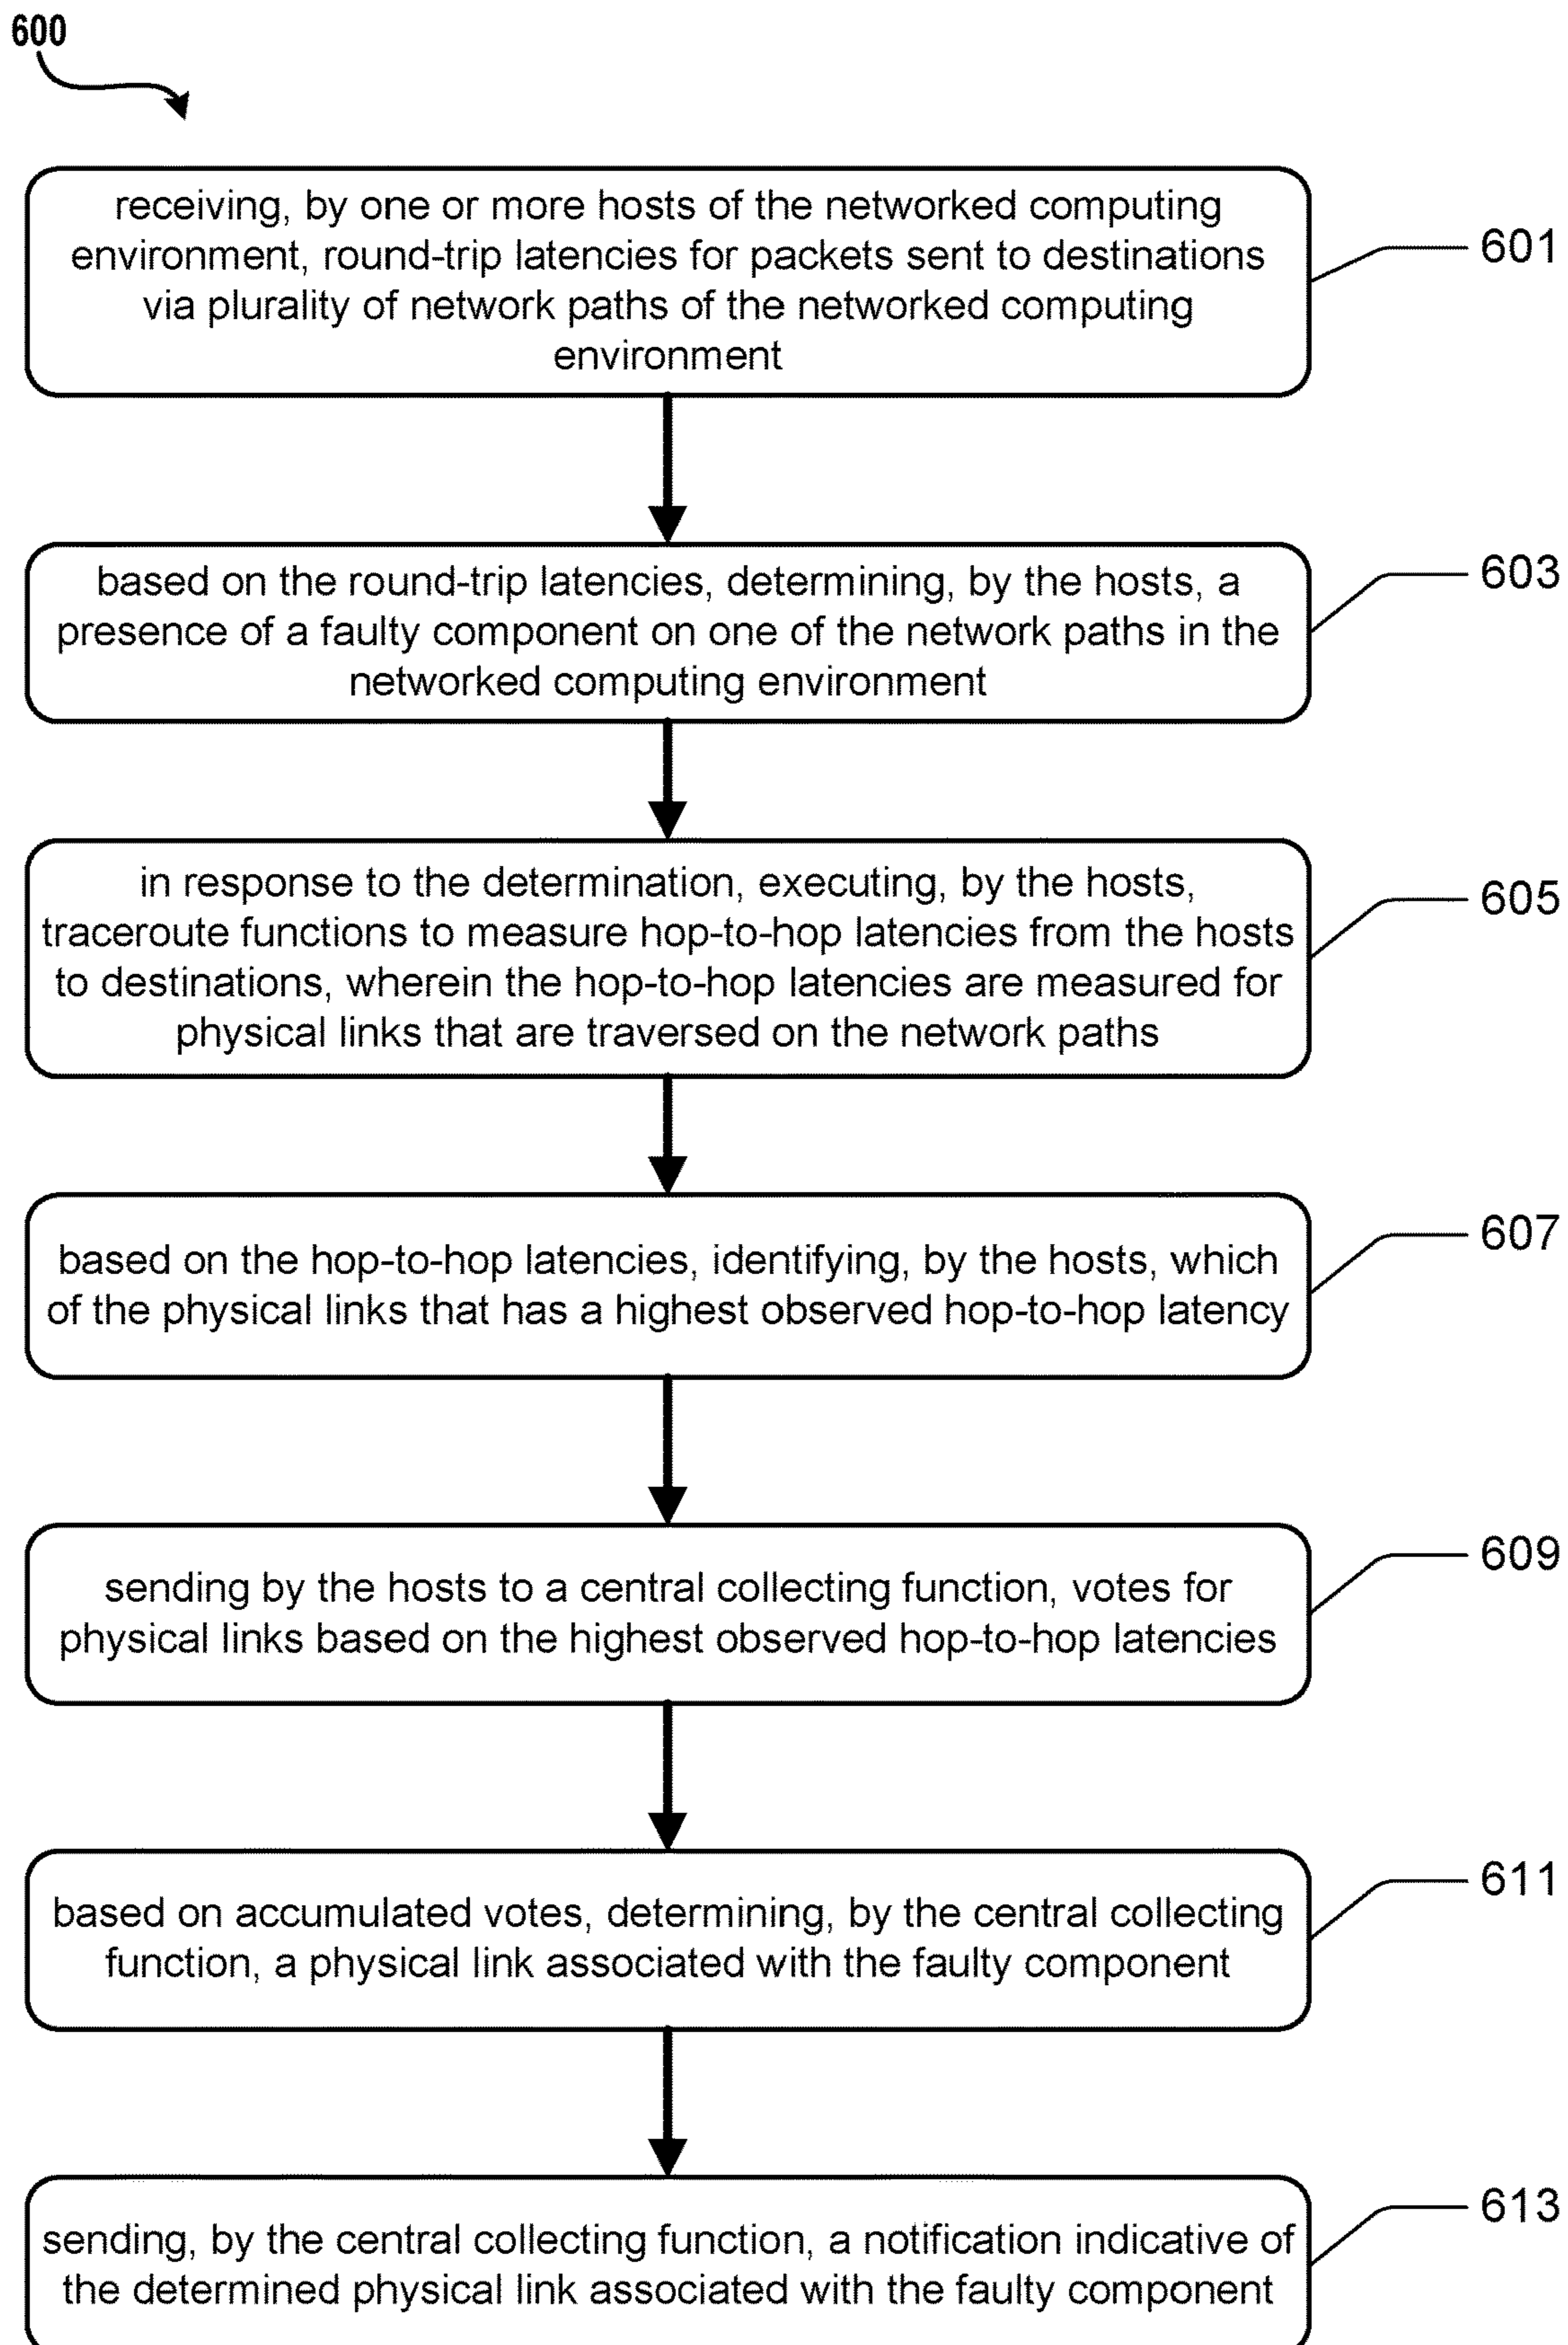 600
receiving, by one or more hosts of the networked computing
environment, round-trip latencies for packets sent to destinations
via plurality of network paths of the networked computing
environment
601
based on the round-trip latencies, determining, by the hosts, a
presence of a faulty component on one of the network paths in the
networked computing environment
603
in response to the determination, executing, by the hosts,
traceroute functions to measure hop-to-hop latencies from the hosts
to destinations, wherein the hop-to-hop latencies are measured for
physical links that are traversed on the network paths
605
based on the hop-to-hop latencies, identifying, by the hosts, which
of the physical links that has a highest observed hop-to-hop latency
607
sending by the hosts to a central collecting function, votes for
physical links based on the highest observed hop-to-hop latencies
609
based on accumulated votes, determining, by the central collecting
function, a physical link associated with the faulty component
611
sending, by the central collecting function, a notification indicative of
the determined physical link associated with the faulty component
613